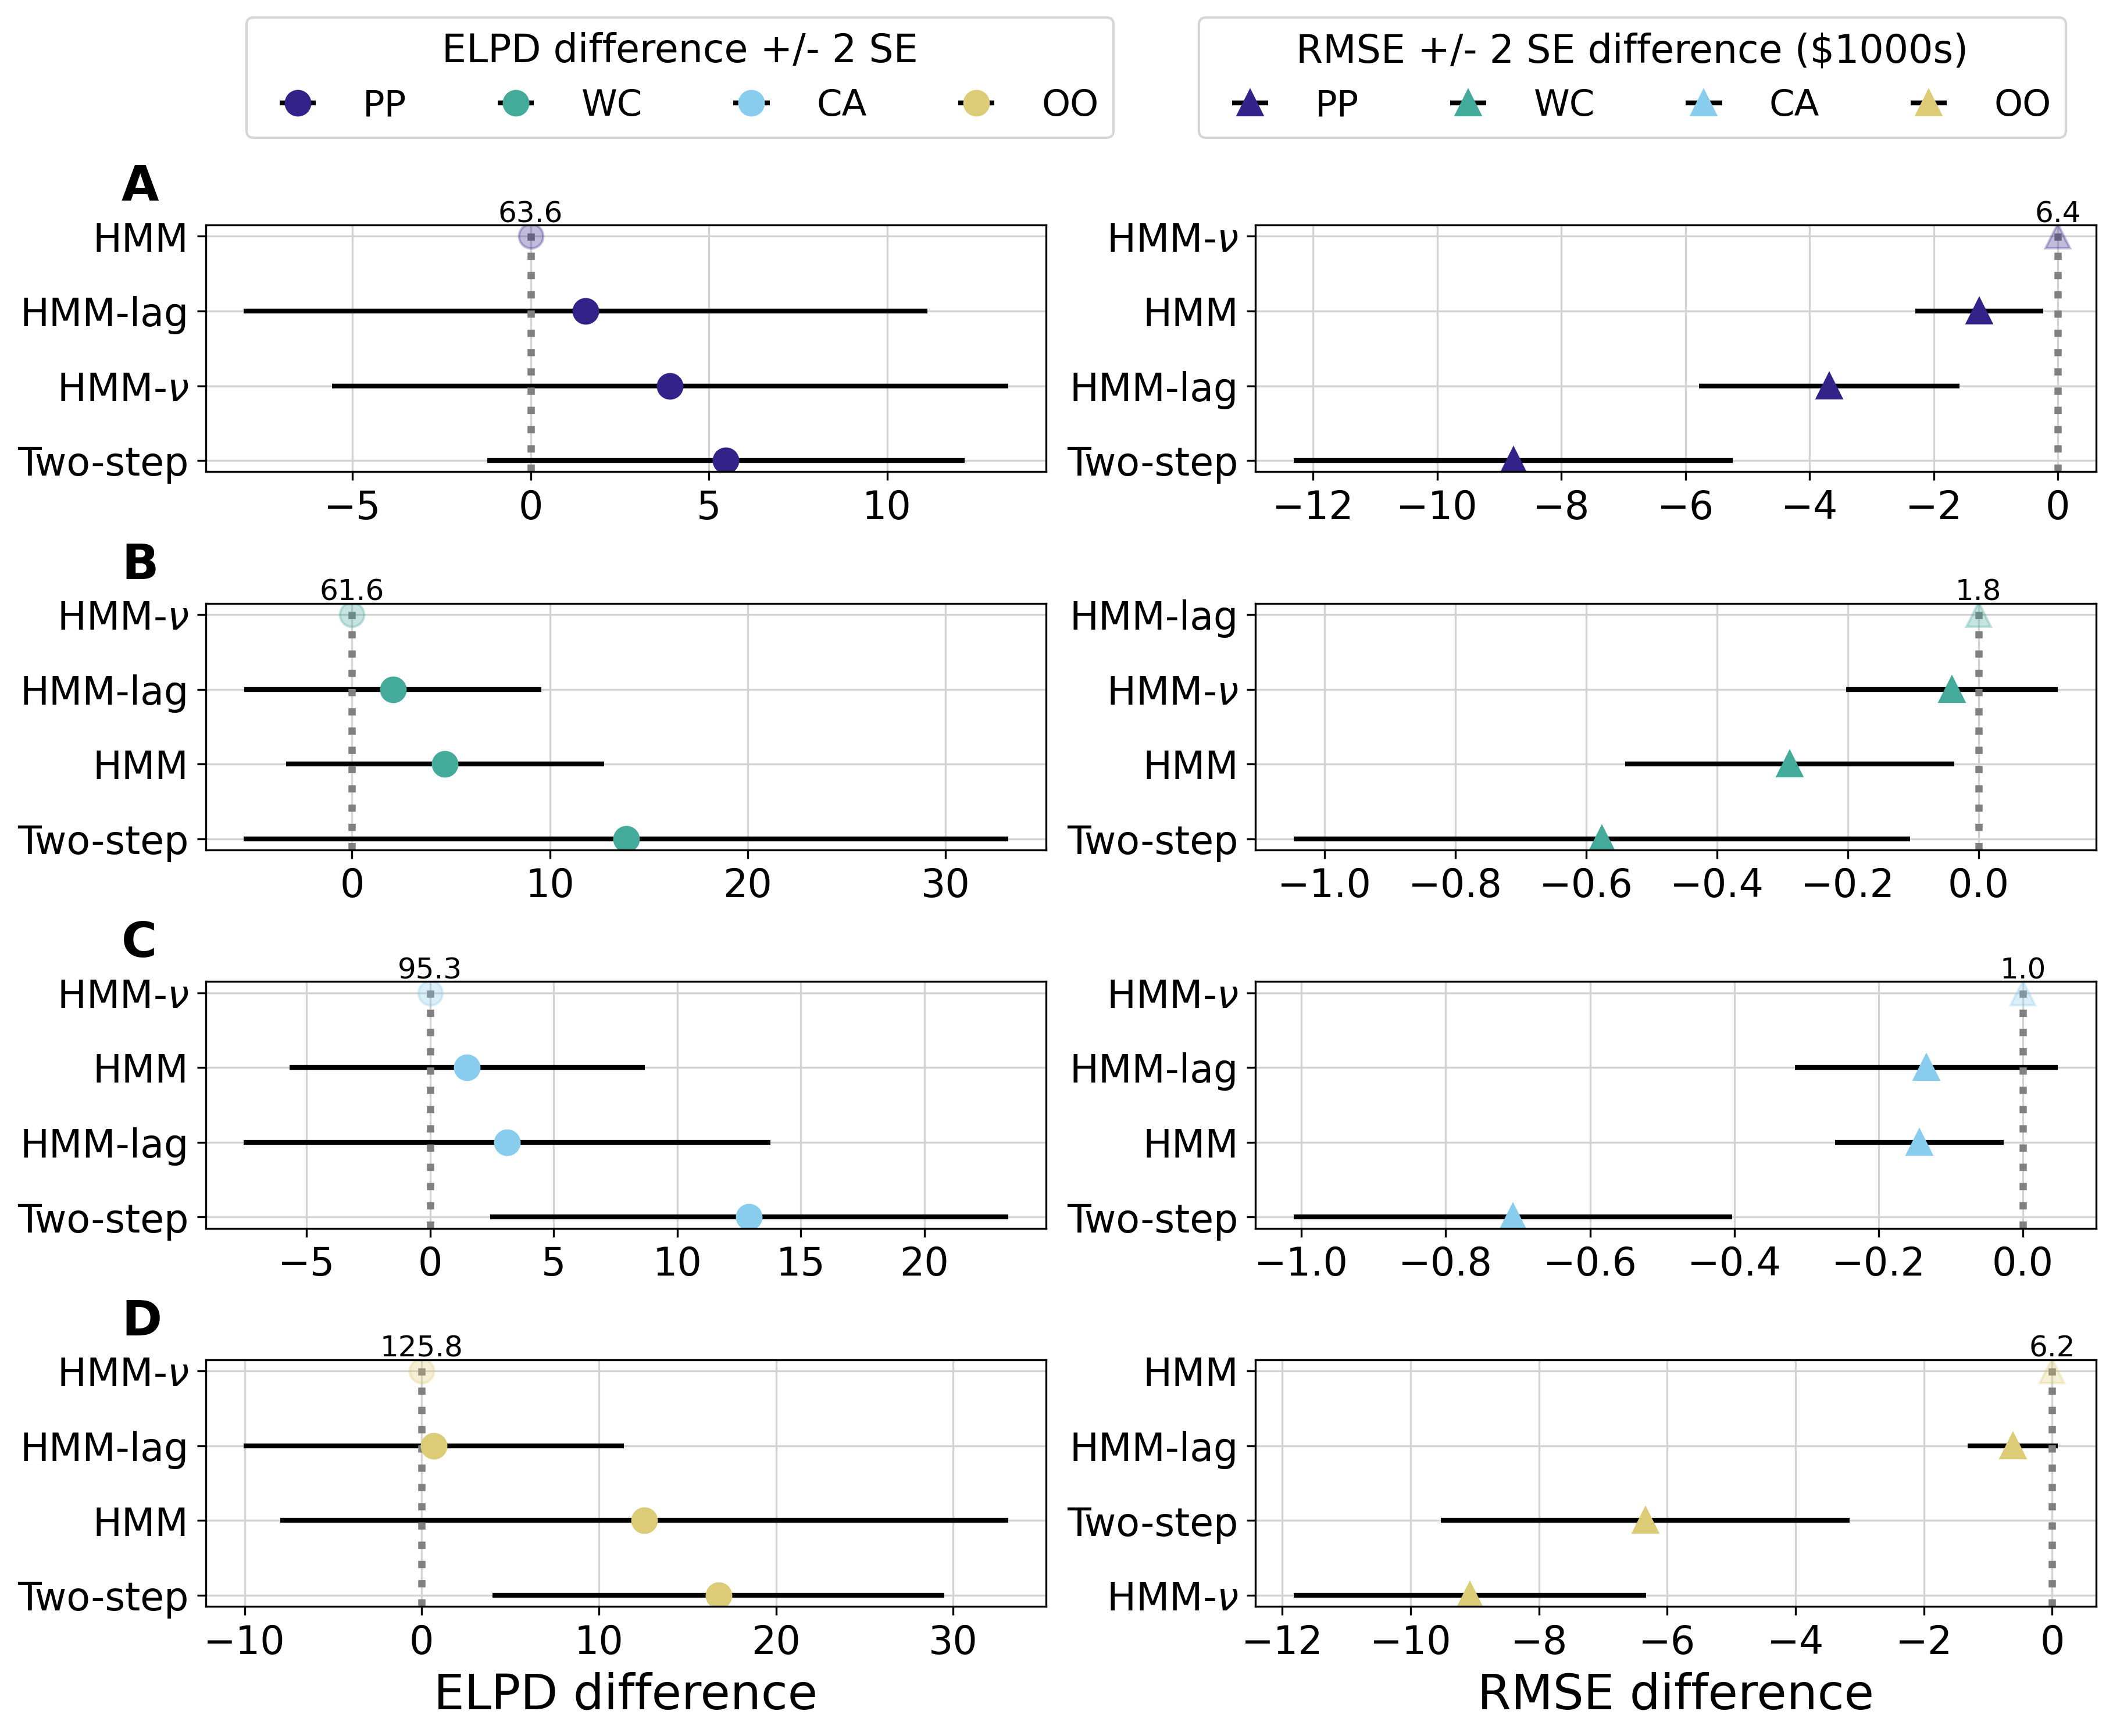 ELPD difference +/- 2 SE
PP WC CA OO
RMSE +/- 2 SE difference ($1000s)
PP WC CA OO
A
63.6
HMM
HMM-lag
HMM-ν
Two-step
−5 0 5 10
6.4
HMM-ν
HMM
HMM-lag
Two-step
−12 −10 −8 −6 −4 −2 0
B
61.6
HMM-ν
HMM-lag
HMM
Two-step
0 10 20 30
1.8
HMM-lag
HMM-ν
HMM
Two-step
−1.0 −0.8 −0.6 −0.4 −0.2 0.0
C
95.3
HMM-ν
HMM
HMM-lag
Two-step
−5 0 5 10 15 20
1.0
HMM-ν
HMM-lag
HMM
Two-step
−1.0 −0.8 −0.6 −0.4 −0.2 0.0
D
125.8
HMM-ν
HMM-lag
HMM
Two-step
−10 0 10 20 30
ELPD difference
6.2
HMM
HMM-lag
Two-step
HMM-ν
−12 −10 −8 −6 −4 −2 0
RMSE difference